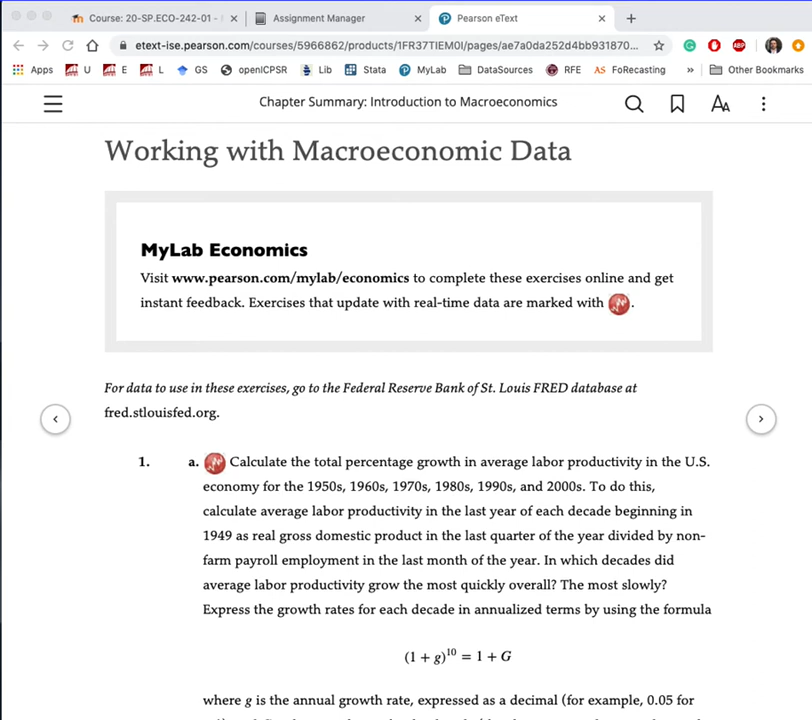 Course: 20-SP.ECO-242-01 -
Assignment Manager
Pearson eText
etext-ise.pearson.com/courses/5966862/products/1FR37TIEM0I/pages/ae7a0da252d4bb931870...
Apps U E L GS openICPSR Lib Stata MyLab DataSources RFE AS FoRecasting » Other Bookmarks
Chapter Summary: Introduction to Macroeconomics
Working with Macroeconomic Data
MyLab Economics
Visit www.pearson.com/mylab/economics to complete these exercises online and get
instant feedback. Exercises that update with real-time data are marked with .
For data to use in these exercises, go to the Federal Reserve Bank of St. Louis FRED database at
fred.stlouisfed.org.
1. a. Calculate the total percentage growth in average labor productivity in the U.S.
economy for the 1950s, 1960s, 1970s, 1980s, 1990s, and 2000s. To do this,
calculate average labor productivity in the last year of each decade beginning in
1949 as real gross domestic product in the last quarter of the year divided by non-
farm payroll employment in the last month of the year. In which decades did
average labor productivity grow the most quickly overall? The most slowly?
Express the growth rates for each decade in annualized terms by using the formula
(1 + g)¹⁰ = 1 + G
where g is the annual growth rate, expressed as a decimal (for example, 0.05 for